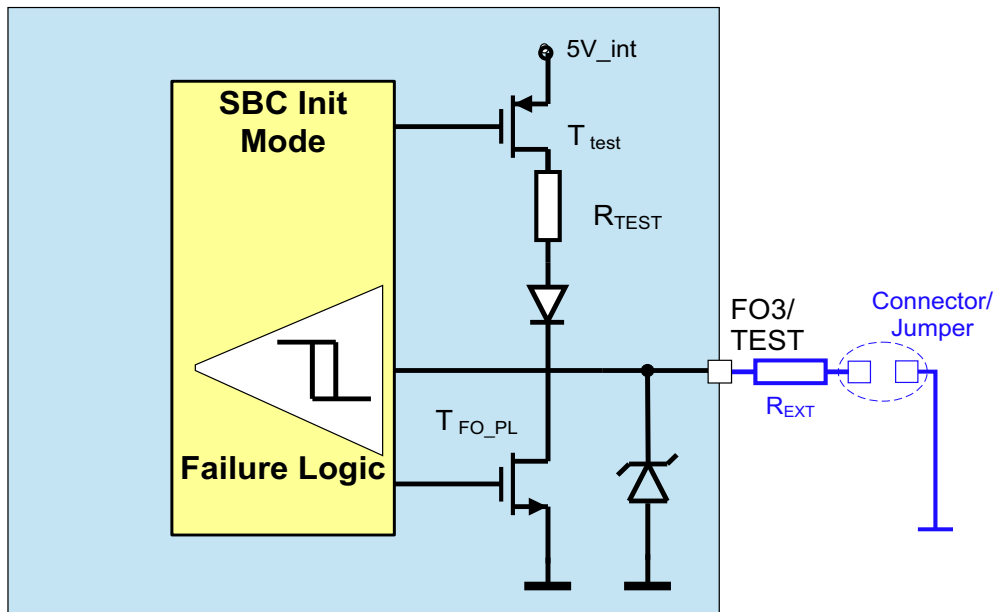 5V_int
SBC Init
Mode
T test
RTEST
FO3/
TEST
Connector/
Jumper
REXT
T FO_PL
Failure Logic